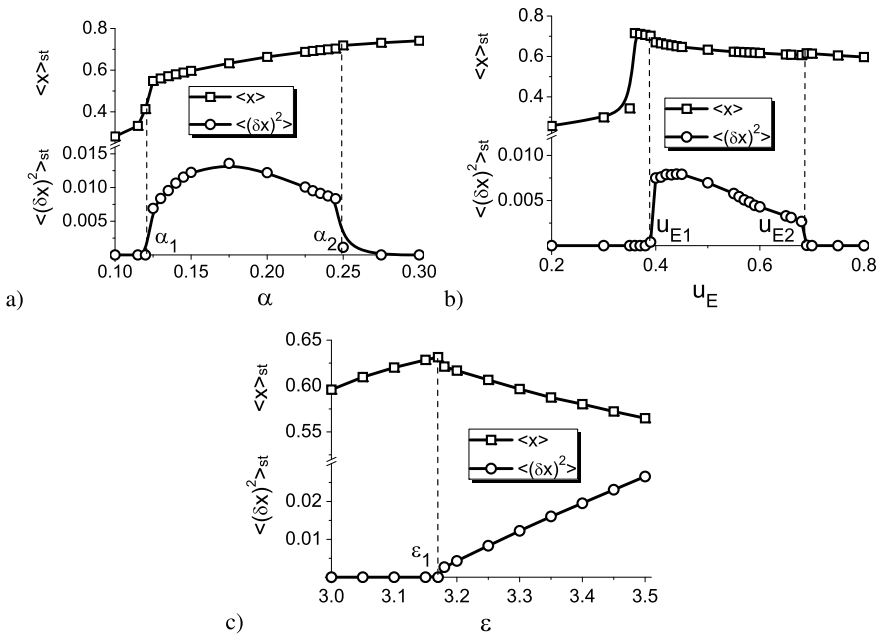 0.8
0.6
0.4
<x>st
<x>
<(δx)²>
0.015
0.010
0.005
<(δx)²>st
α₁
α₂
0.10 0.15 0.20 0.25 0.30
a)
α
0.8
0.6
0.4
<x>st
<x>
<(δx)²>
0.010
0.005
<(δx)²>st
uE1
uE2
0.2 0.4 0.6 0.8
b)
uE
0.65
0.60
0.55
<x>st
<x>
<(δx)²>
0.02
0.01
<(δx)²>st
ε₁
3.0 3.1 3.2 3.3 3.4 3.5
c)
ε